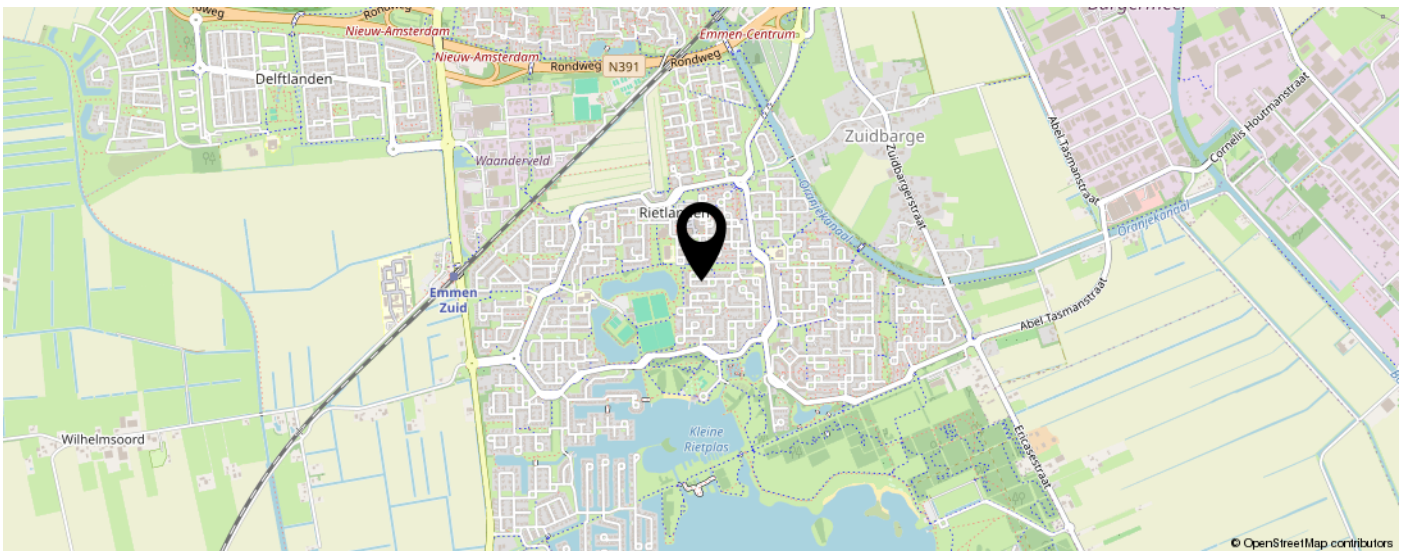 Rondweg
Rondweg
Nieuw-Amsterdam
Nieuw-Amsterdam
Emmen-Centrum
Rondweg
N391
Rondweg
Delftlanden
Waanderveld
Zuidbarge
Zuidbargerstraat
Abel Tasmanstraat
Cornelis Houtmanstraat
Rietlanden
Oranjekanaal
Oranjekanaal
Emmen
Zuid
Abel Tasmanstraat
Wilhelmsoord
Kleine
Rietplas
Ericasestraat
© OpenStreetMap contributors